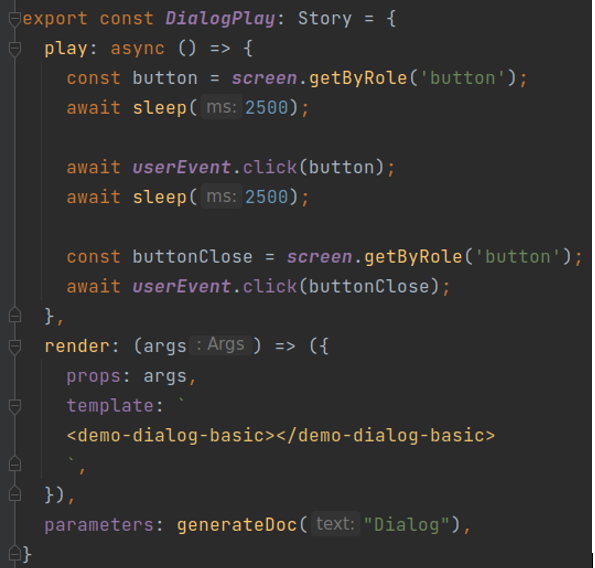 export const DialogPlay: Story = {
play: async () => {
const button = screen.getByRole('button');
await sleep( ms: 2500);
await userEvent.click(button);
await sleep( ms: 2500);
const buttonClose = screen.getByRole('button');
await userEvent.click(buttonClose);
},
render: (args : Args ) => ({
props: args,
template: `
<demo-dialog-basic></demo-dialog-basic>
`,
}),
parameters: generateDoc( text: "Dialog"),
}